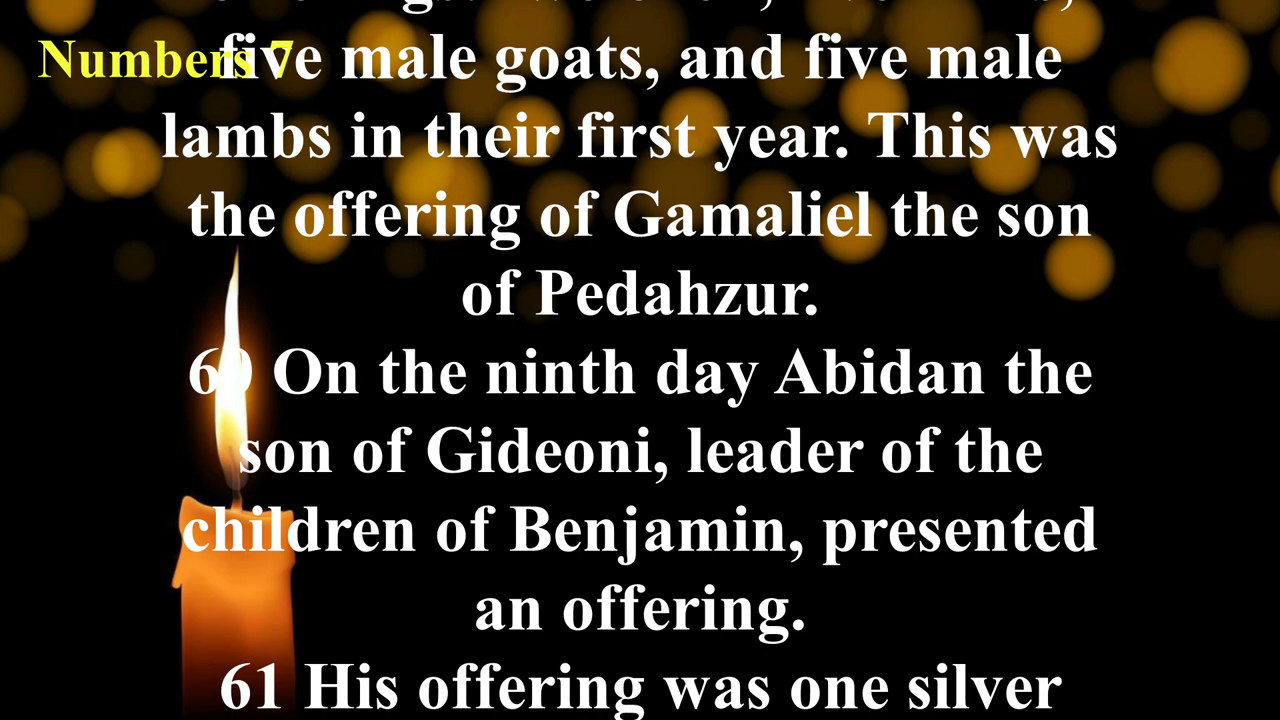 Numbers 7
five male goats, and five male
lambs in their first year. This was
the offering of Gamaliel the son
of Pedahzur.
60 On the ninth day Abidan the
son of Gideoni, leader of the
children of Benjamin, presented
an offering.
61 His offering was one silver